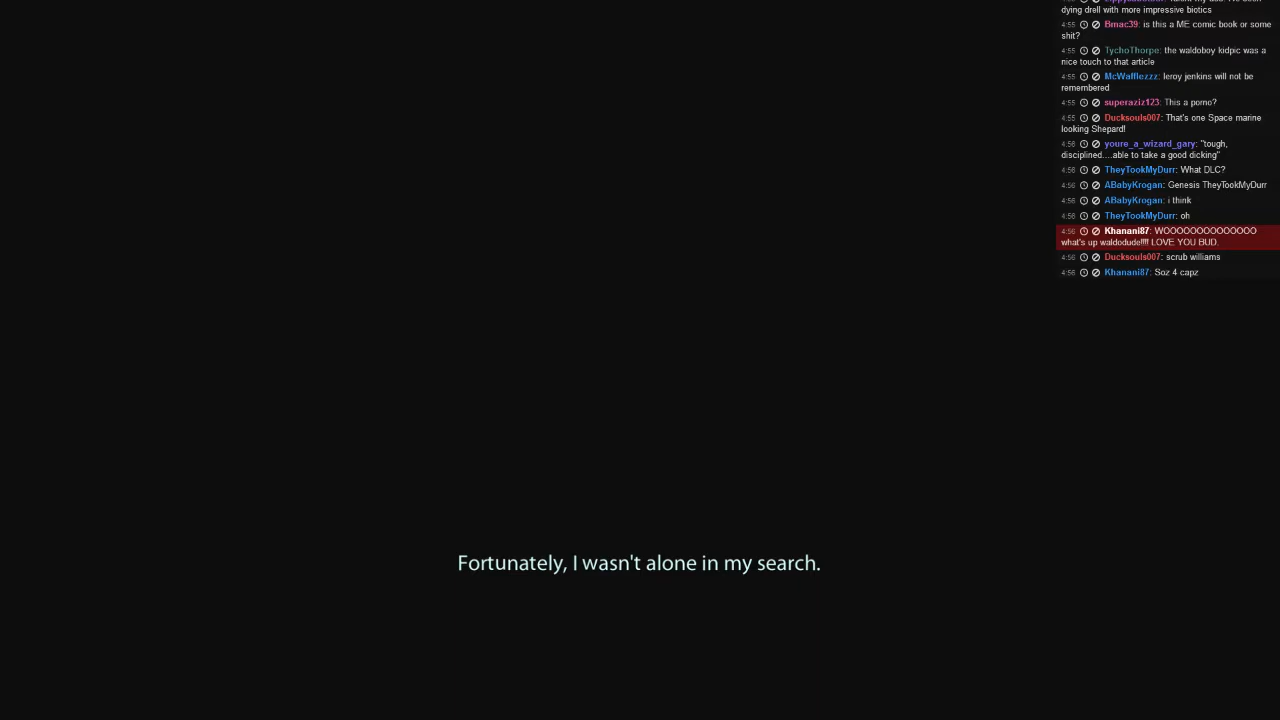 dying drell with more impressive biotics
4:55 Bmac39: is this a ME comic book or some
shit?
4:55 TychoThorpe: the waldoboy kidpic was a
nice touch to that article
4:55 McWafflezzz: leroy jenkins will not be
remembered
4:55 superaziz123: This a porno?
4:55 Ducksouls007: That's one Space marine
looking Shepard!
4:56 youre_a_wizard_gary: "tough,
disciplined....able to take a good dicking"
4:56 TheyTookMyDurr: What DLC?
4:56 ABabyKrogan: Genesis TheyTookMyDurr
4:56 ABabyKrogan: i think
4:56 TheyTookMyDurr: oh
4:56 Khanani87: WOOOOOOOOOOOOOO
what's up waldodude!!!! LOVE YOU BUD.
4:56 Ducksouls007: scrub williams
4:56 Khanani87: Soz 4 capz
Fortunately, I wasn't alone in my search.